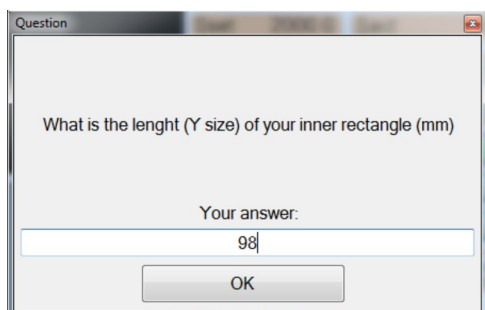 Question
What is the lenght (Y size) of your inner rectangle (mm)
Your answer:
98
OK